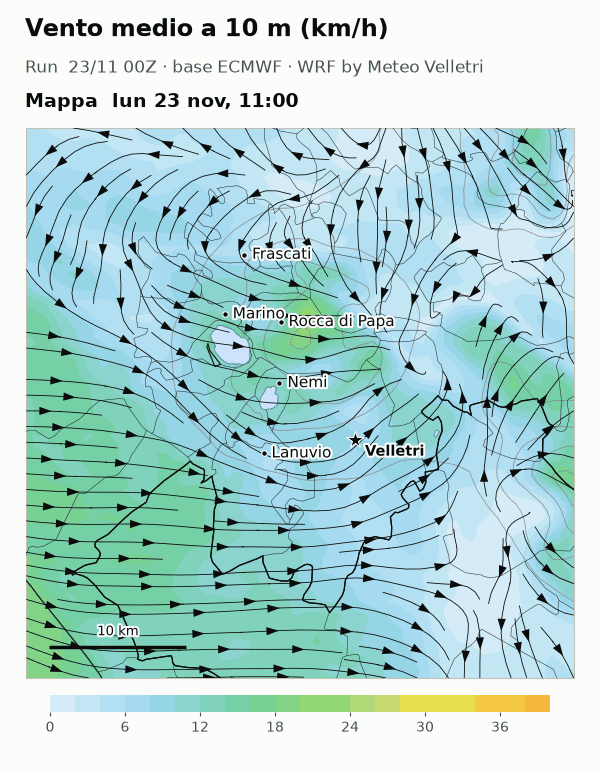 Vento medio a 10 m (km/h)
Run 23/11 00Z · base ECMWF · WRF by Meteo Velletri
Mappa lun 23 nov, 11:00
Frascati
Marino
Rocca di Papa
Nemi
Lanuvio
Velletri
10 km
0 6 12 18 24 30 36